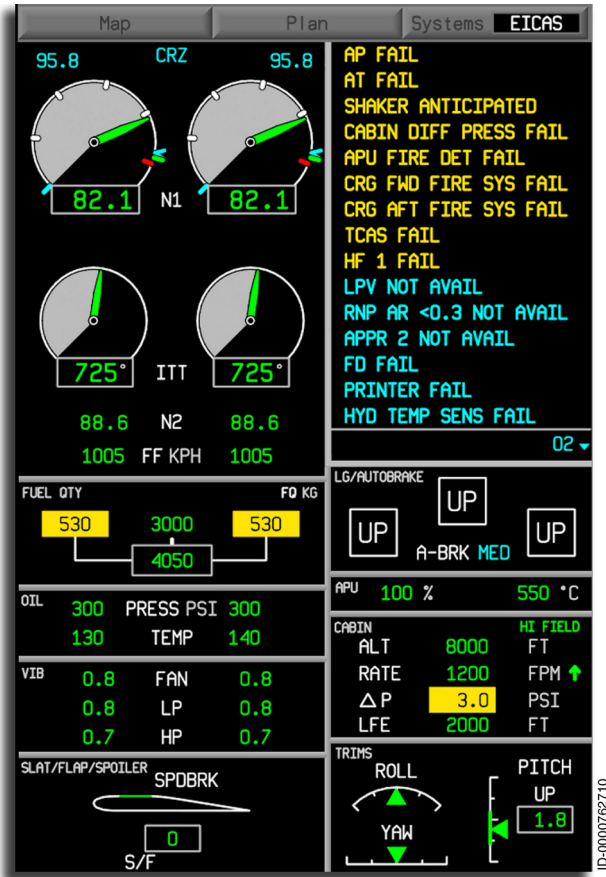 Map Plan Systems EICAS
95.8 CRZ 95.8
82.1 N1 82.1
725° ITT 725°
88.6 N2 88.6
1005 FF KPH 1005
FUEL QTY FQ KG
530 3000 530
4050
OIL
300 PRESS PSI 300
130 TEMP 140
VIB
0.8 FAN 0.8
0.8 LP 0.8
0.7 HP 0.7
SLAT/FLAP/SPOILER
SPDBRK
0
S/F
AP FAIL
AT FAIL
SHAKER ANTICIPATED
CABIN DIFF PRESS FAIL
APU FIRE DET FAIL
CRG FWD FIRE SYS FAIL
CRG AFT FIRE SYS FAIL
TCAS FAIL
HF 1 FAIL
LPV NOT AVAIL
RNP AR <0.3 NOT AVAIL
APPR 2 NOT AVAIL
FD FAIL
PRINTER FAIL
HYD TEMP SENS FAIL
02
LG/AUTOBRAKE
UP
UP UP
A-BRK MED
APU 100 % 550 °C
CABIN HI FIELD
ALT 8000 FT
RATE 1200 FPM
△P 3.0 PSI
LFE 2000 FT
TRIMS
ROLL PITCH
UP
1.8
YAW
ID-0000762710